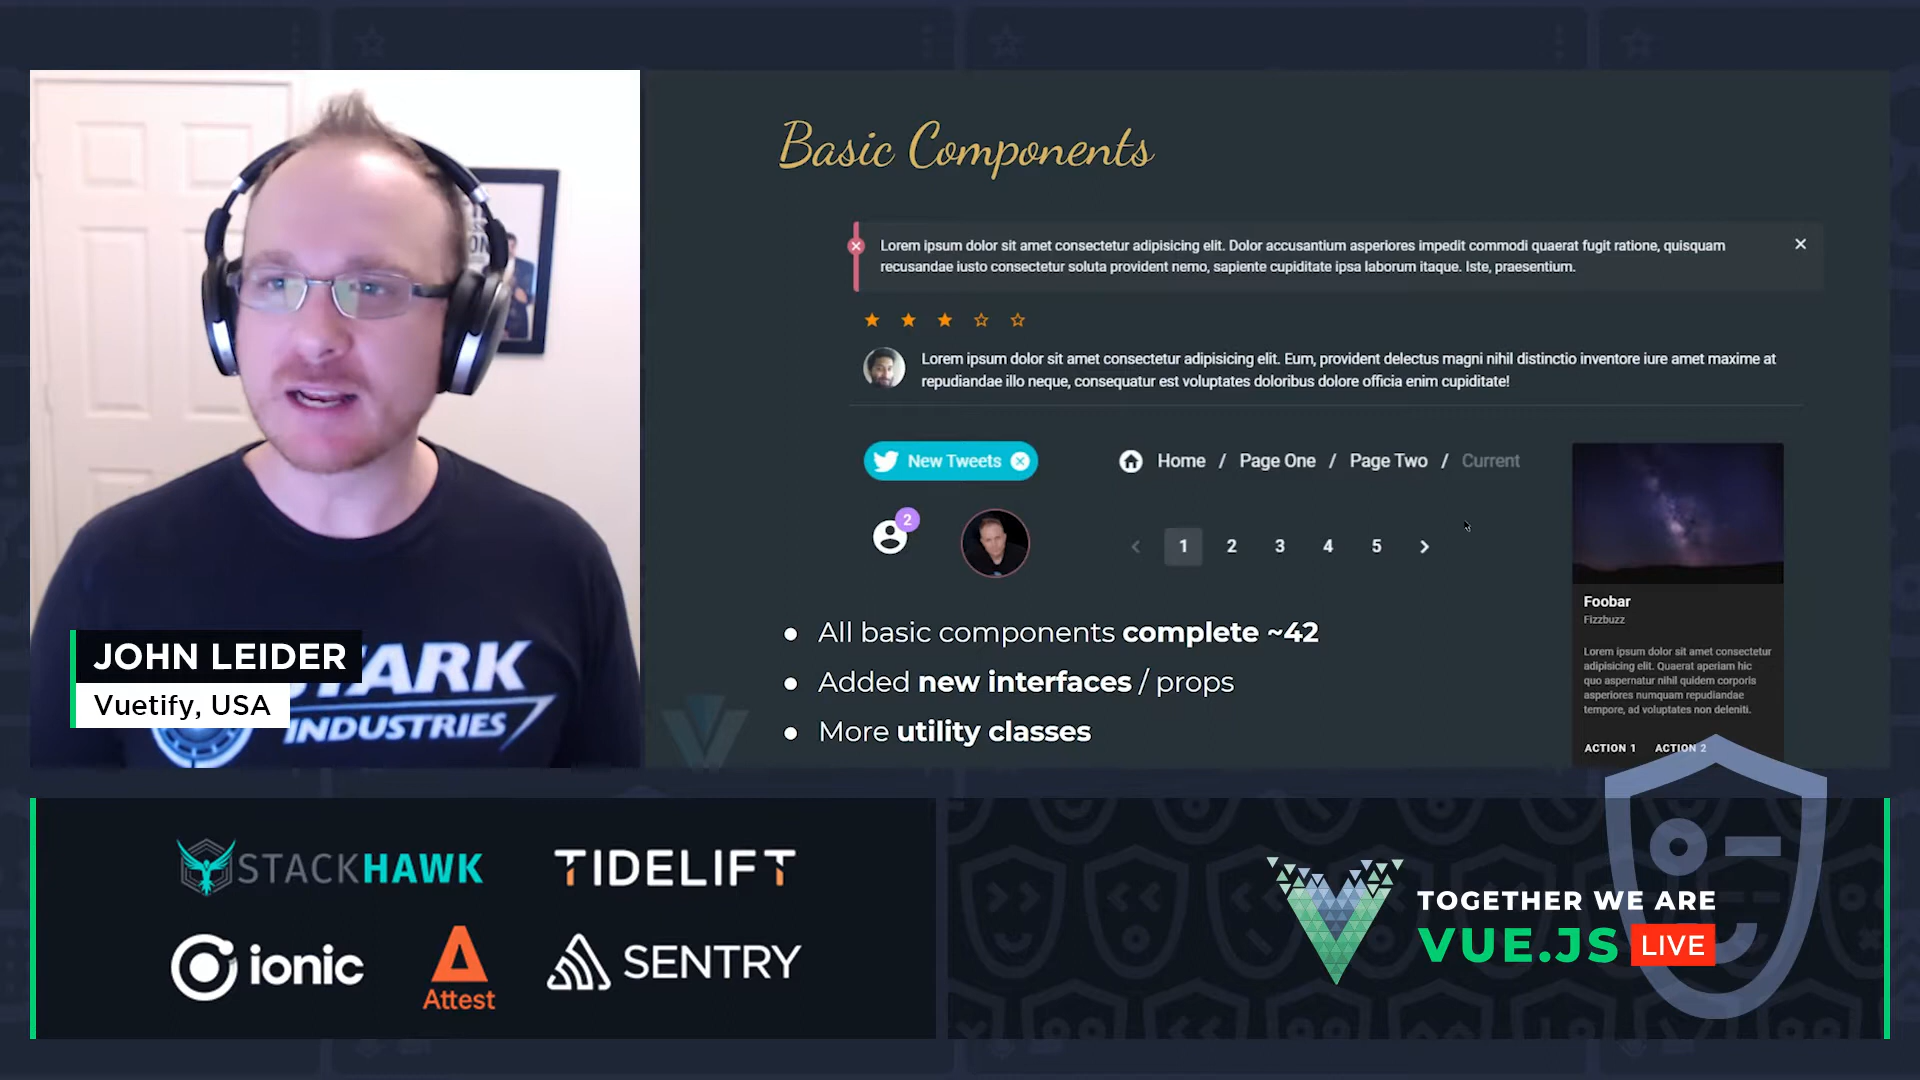 Basic Components
Lorem ipsum dolor sit amet consectetur adipisicing elit. Dolor accusantium asperiores impedit commodi quaerat fugit ratione, quisquam
recusandae iusto consectetur soluta provident nemo, sapiente cupiditate ipsa laborum itaque. Iste, praesentium.
Lorem ipsum dolor sit amet consectetur adipisicing elit. Eum, provident delectus magni nihil distinctio inventore iure amet maxime at
repudiandae illo neque, consequatur est voluptates doloribus dolore officia enim cupiditate!
New Tweets
Home / Page One / Page Two / Current
2
1 2 3 4 5
Foobar
Fizzbuzz
Lorem ipsum dolor sit amet consectetur
adipisicing elit. Quaerat aperiam hic
quo aspernatur nihil quidem corporis
asperiores numquam repudiandae
tempore, ad voluptates non deleniti.
ACTION 1 ACTION 2
• All basic components complete ~42
• Added new interfaces / props
• More utility classes
JOHN LEIDER
Vuetify, USA
TARK
INDUSTRIES
STACKHAWK
TIDELIFT
ionic
Attest
SENTRY
TOGETHER WE ARE
VUE.JS LIVE